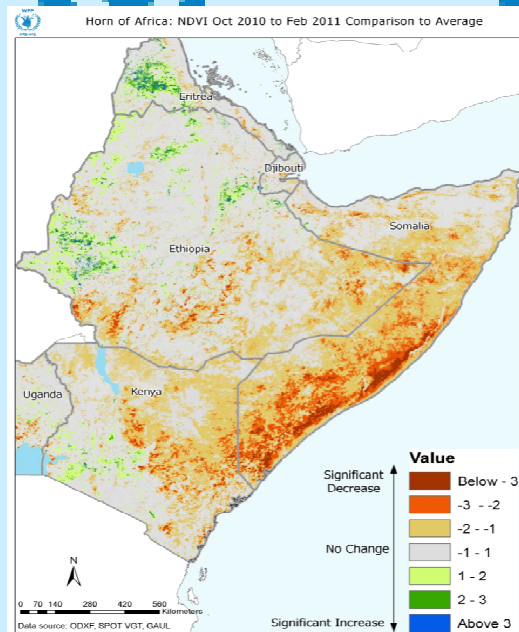 WFP
Horn of Africa: NDVI Oct 2010 to Feb 2011 Comparison to Average
Eritrea
Djibouti
Somalia
Ethiopia
Uganda
Kenya
Value
Significant
Decrease
Below - 3
-3 - -2
-2 - -1
No Change
-1 - 1
1 - 2
2 - 3
Significant Increase
Above 3
N
0 70 140 280 420 560
Kilometers
Data source: ODXF, SPOT VGT, GAUL